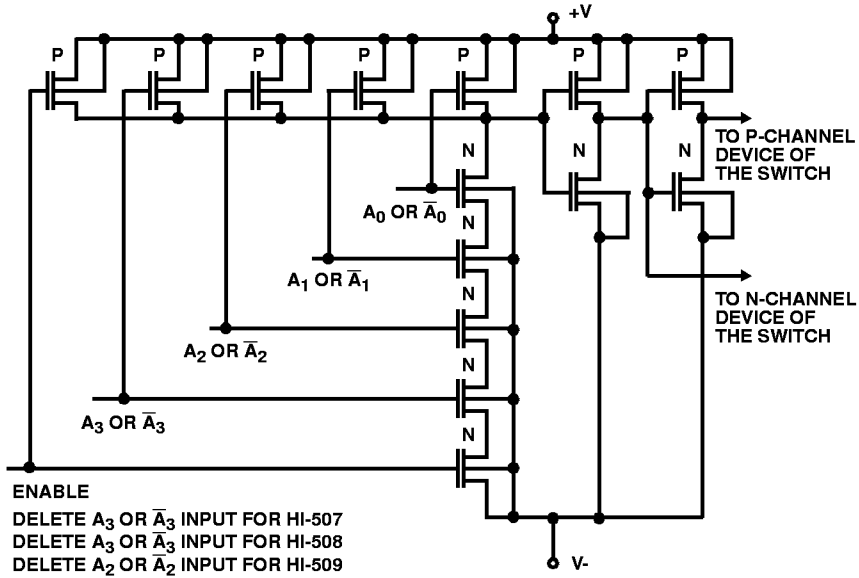 +V
P P P P P P P
TO P-CHANNEL
DEVICE OF
THE SWITCH
N N N
A0 OR A̅0
N
A1 OR A̅1
N
TO N-CHANNEL
DEVICE OF
THE SWITCH
A2 OR A̅2
N
A3 OR A̅3
N
ENABLE
DELETE A3 OR A̅3 INPUT FOR HI-507
DELETE A3 OR A̅3 INPUT FOR HI-508
DELETE A2 OR A̅2 INPUT FOR HI-509
V-